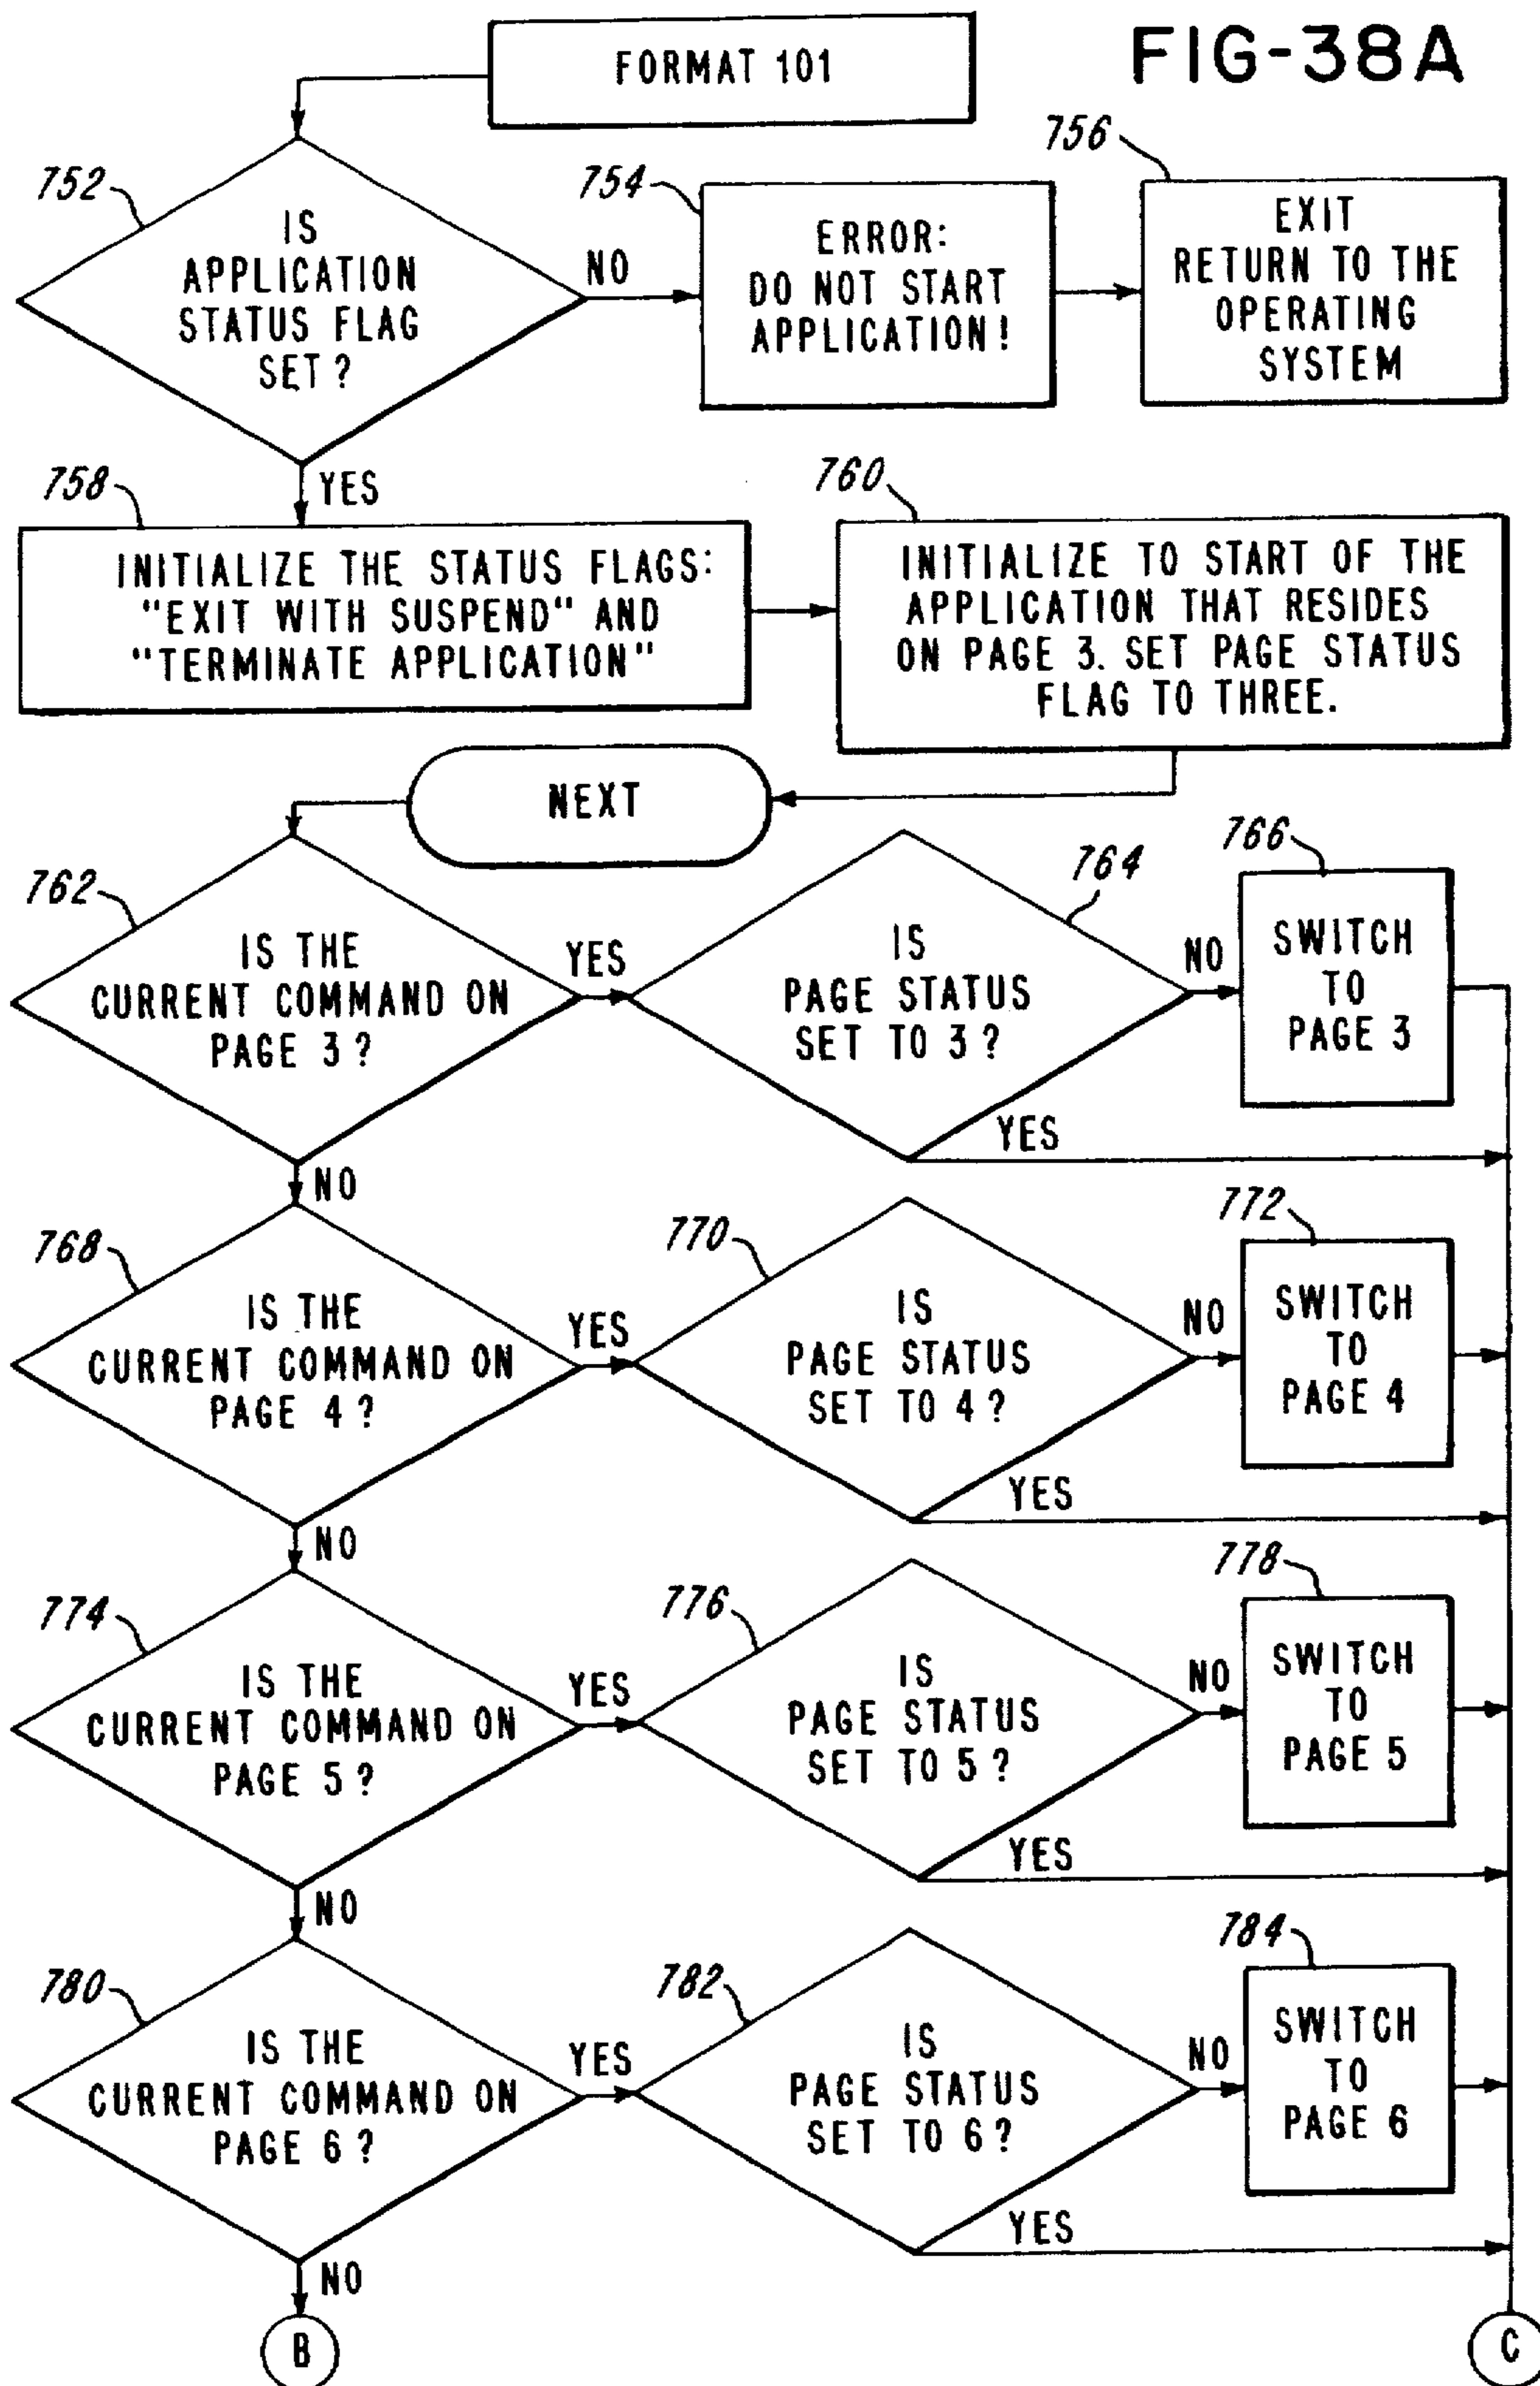 FORMAT 101
FIG-38A
752
IS
APPLICATION
STATUS FLAG
SET?
NO
754
ERROR:
DO NOT START
APPLICATION!
756
EXIT
RETURN TO THE
OPERATING
SYSTEM
YES
758
INITIALIZE THE STATUS FLAGS:
"EXIT WITH SUSPEND" AND
"TERMINATE APPLICATION"
760
INITIALIZE TO START OF THE
APPLICATION THAT RESIDES
ON PAGE 3. SET PAGE STATUS
FLAG TO THREE.
NEXT
762
IS THE
CURRENT COMMAND ON
PAGE 3?
YES
764
IS
PAGE STATUS
SET TO 3?
NO
766
SWITCH
TO
PAGE 3
YES
NO
768
IS THE
CURRENT COMMAND ON
PAGE 4?
YES
770
IS
PAGE STATUS
SET TO 4?
NO
772
SWITCH
TO
PAGE 4
YES
NO
774
IS THE
CURRENT COMMAND ON
PAGE 5?
YES
776
IS
PAGE STATUS
SET TO 5?
NO
778
SWITCH
TO
PAGE 5
YES
NO
780
IS THE
CURRENT COMMAND ON
PAGE 6?
YES
782
IS
PAGE STATUS
SET TO 6?
NO
784
SWITCH
TO
PAGE 6
YES
NO
B
C